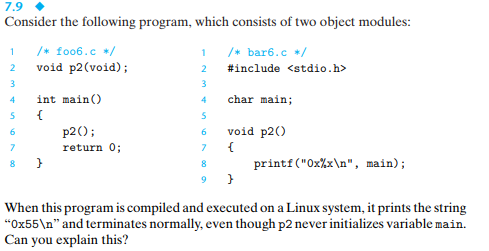 7.9 ◆
Consider the following program, which consists of two object modules:
1 /* foo6.c */
2 void p2(void);
3
4 int main()
5 {
6 p2();
7 return 0;
8 }
1 /* bar6.c */
2 #include <stdio.h>
3
4 char main;
5
6 void p2()
7 {
8 printf("0x%x\n", main);
9 }
When this program is compiled and executed on a Linux system, it prints the string
“0x55\n” and terminates normally, even though p2 never initializes variable main.
Can you explain this?